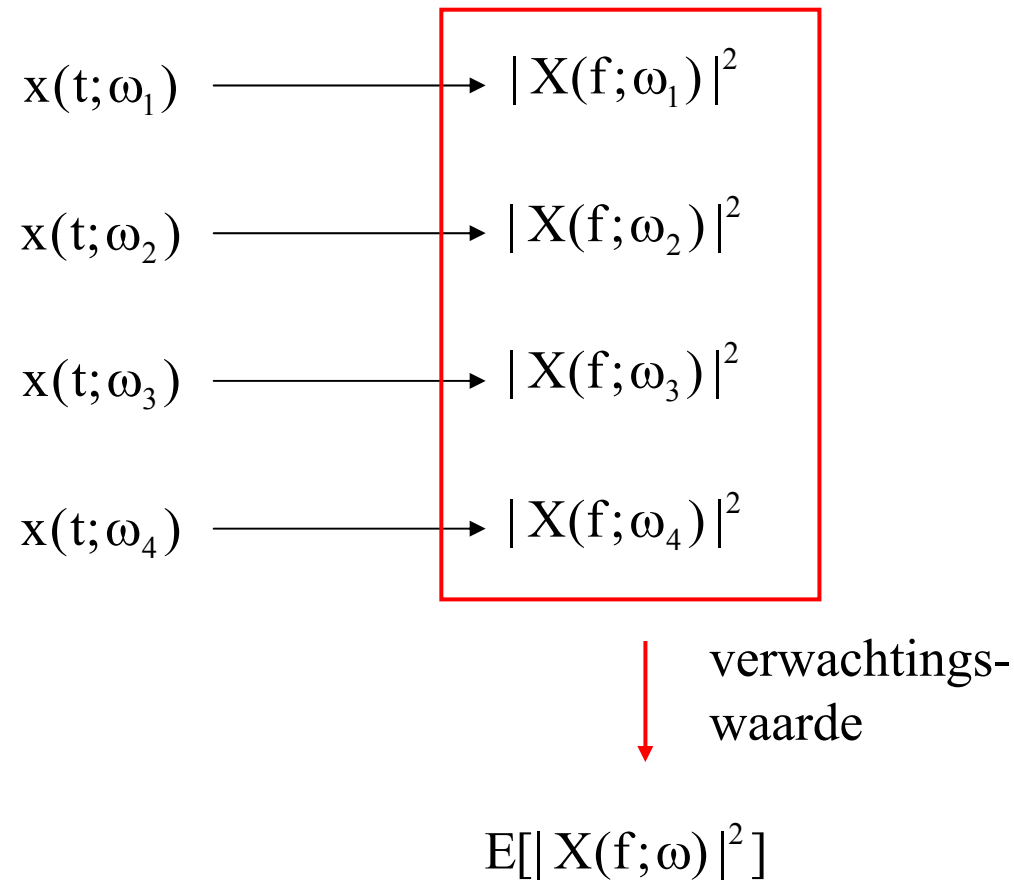 x(t;ω₁) |X(f;ω₁)|²
x(t;ω₂) |X(f;ω₂)|²
x(t;ω₃) |X(f;ω₃)|²
x(t;ω₄) |X(f;ω₄)|²
verwachtings-
waarde
E[|X(f;ω)|²]